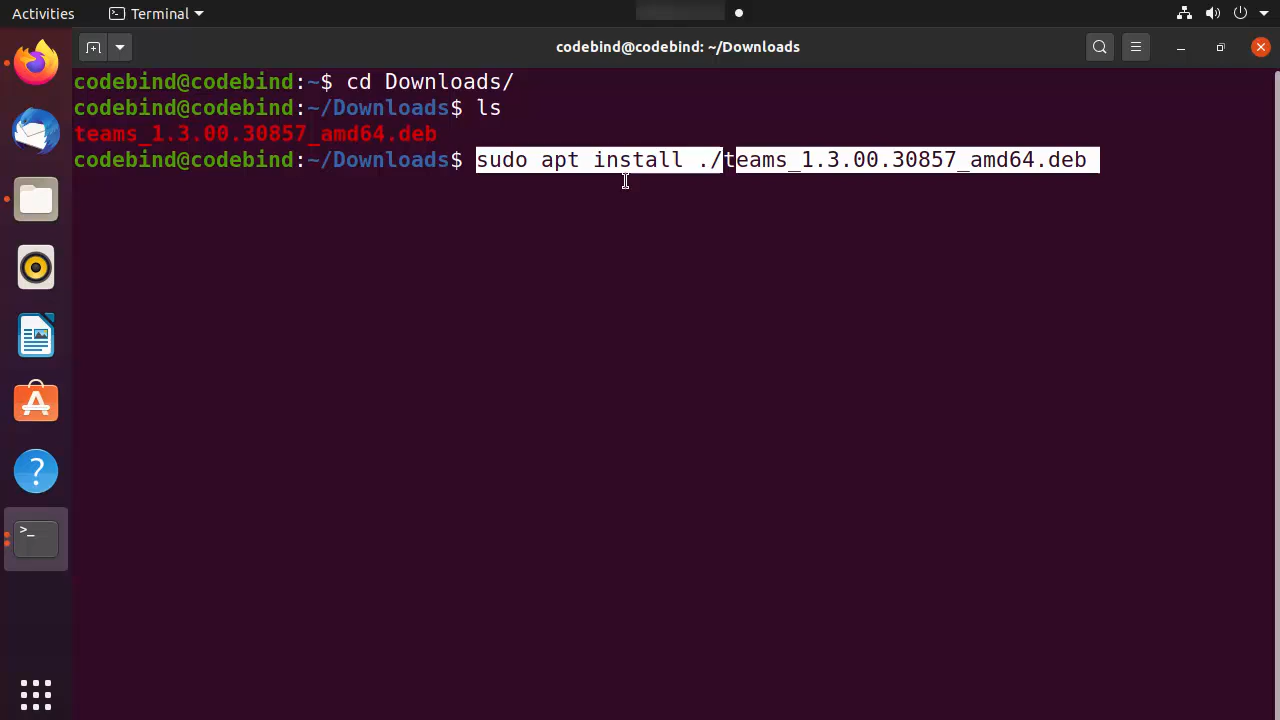 Activities Terminal
codebind@codebind: ~/Downloads
codebind@codebind:~$ cd Downloads/
codebind@codebind:~/Downloads$ ls
teams_1.3.00.30857_amd64.deb
codebind@codebind:~/Downloads$ sudo apt install ./teams_1.3.00.30857_amd64.deb